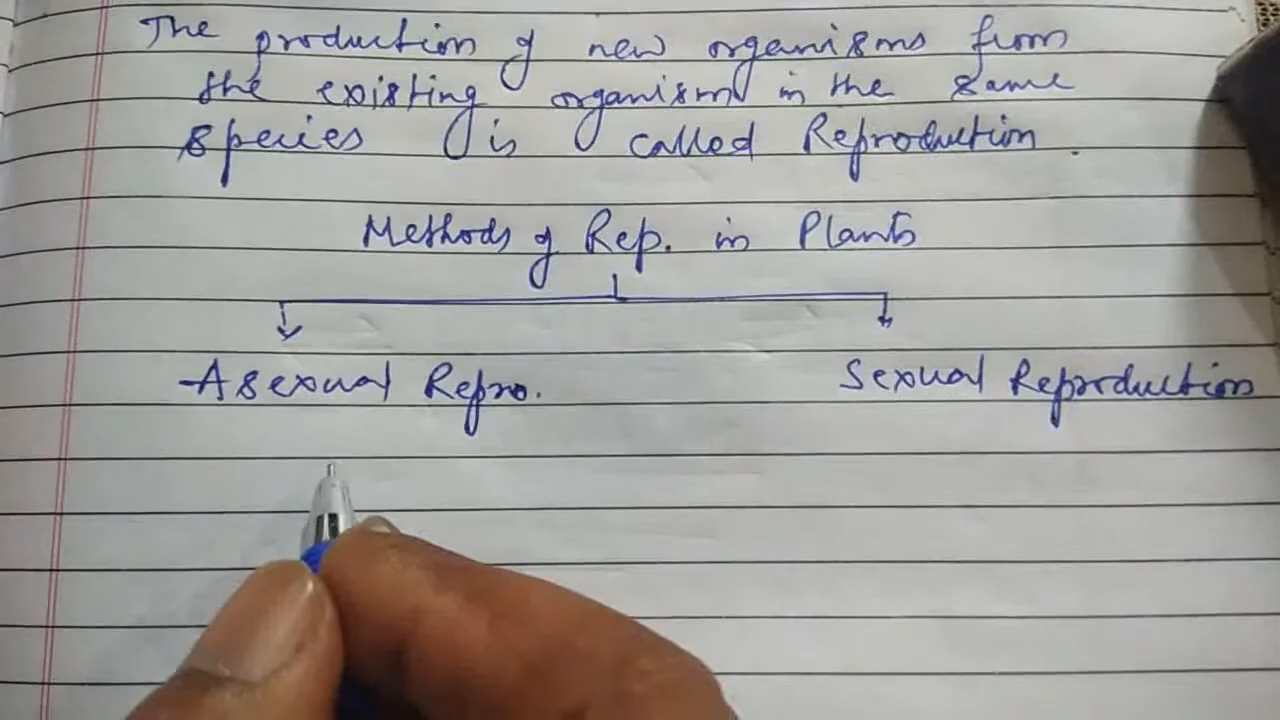 The production of new organisms from
the existing organism in the same
species is called Reproduction.
Methods of Rep. in Plants
Asexual Repro. Sexual Reproduction